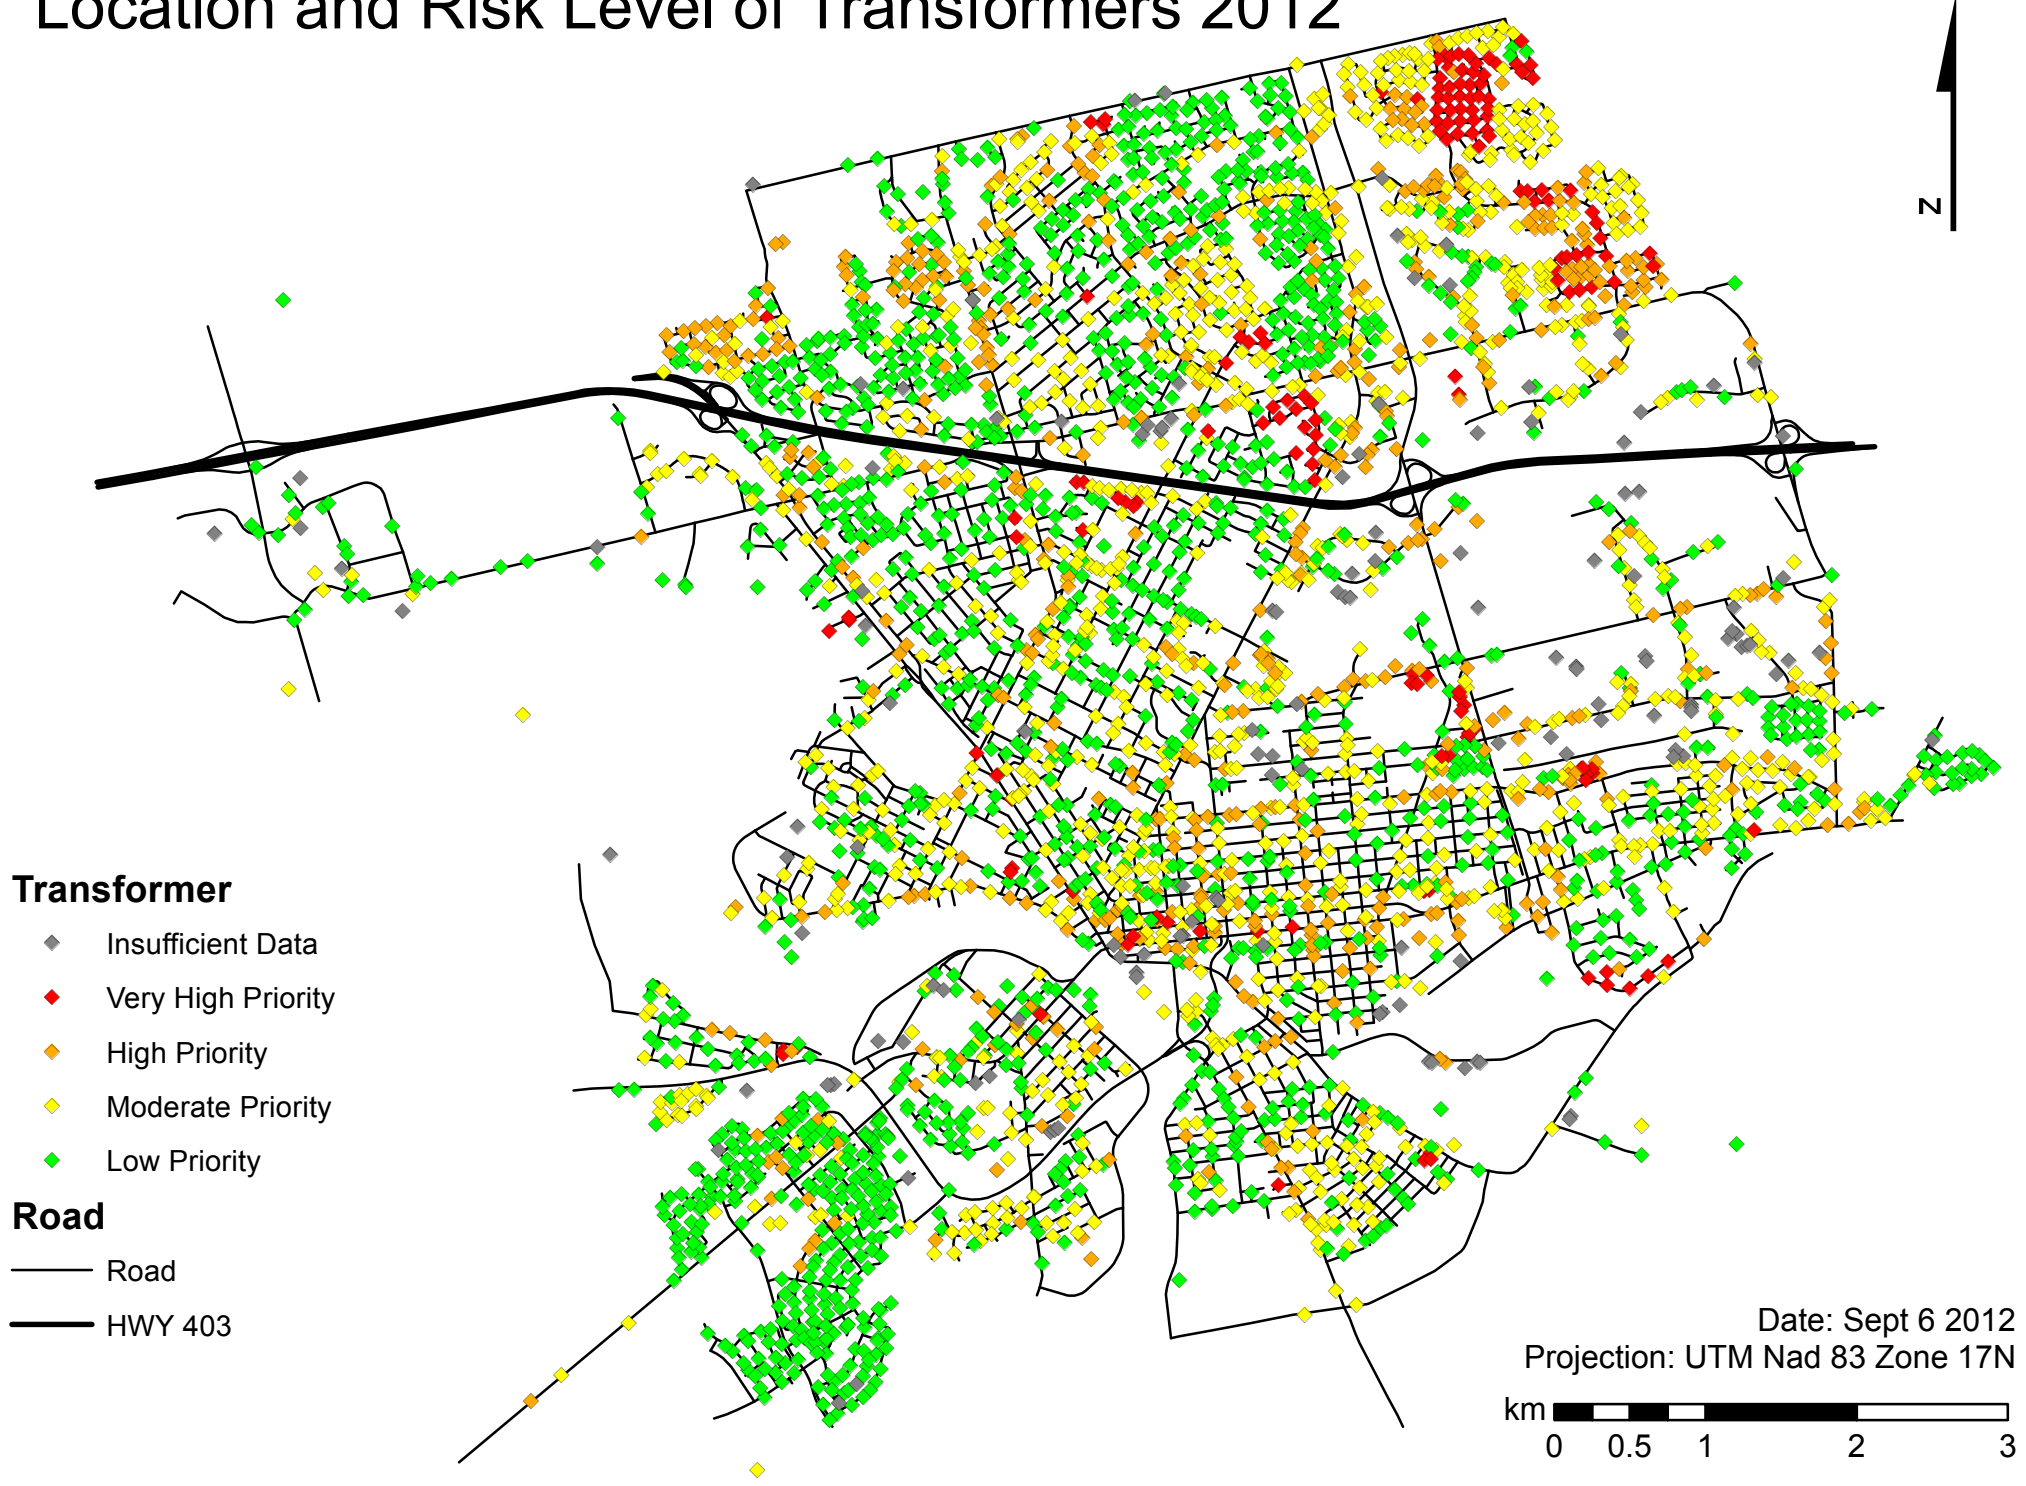 Location and Risk Level of Transformers 2012
N
Transformer
Insufficient Data
Very High Priority
High Priority
Moderate Priority
Low Priority
Road
Road
HWY 403
Date: Sept 6 2012
Projection: UTM Nad 83 Zone 17N
km
0 0.5 1 2 3